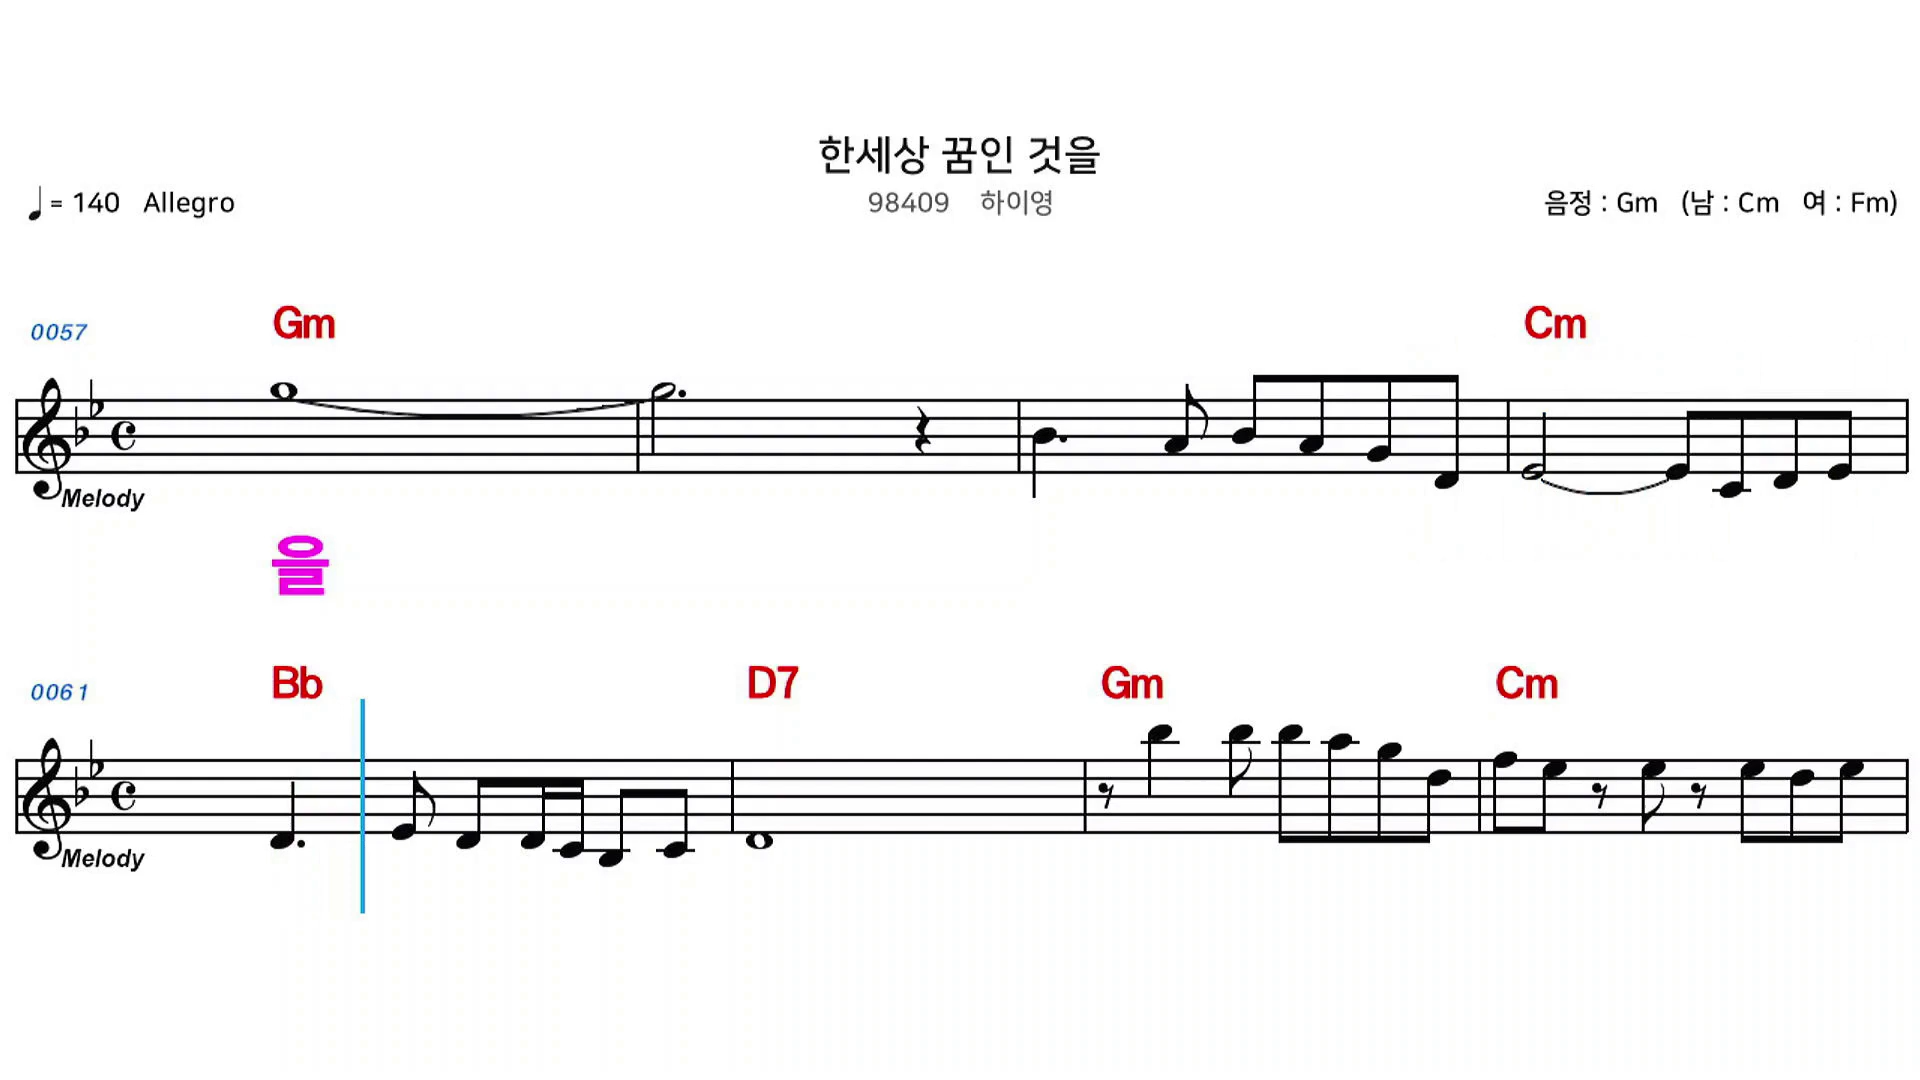 한세상 꿈인 것을
= 140 Allegro
98409 하이영
음정 : Gm (남 : Cm 여 : Fm)
0057
Gm
Cm
Melody
을
0061
Bb
D7
Gm
Cm
Melody